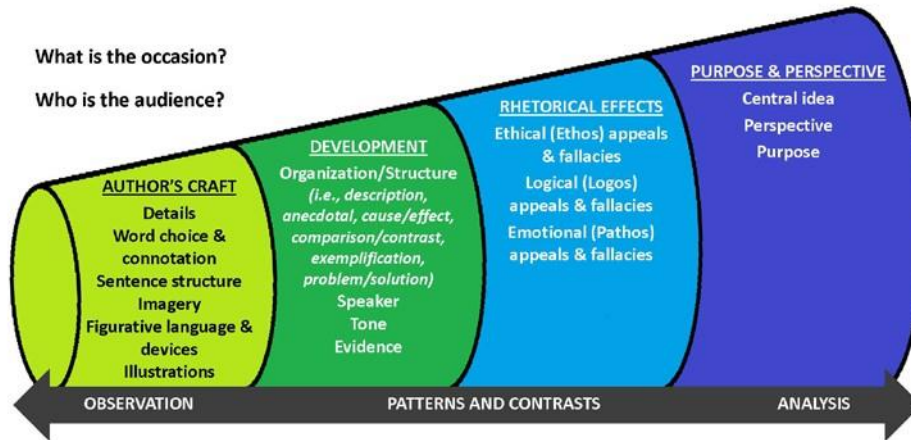 What is the occasion?
Who is the audience?
AUTHOR'S CRAFT
Details
Word choice &
connotation
Sentence structure
Imagery
Figurative language &
devices
Illustrations
DEVELOPMENT
Organization/Structure
(i.e., description,
anecdotal, cause/effect,
comparison/contrast,
exemplification,
problem/solution)
Speaker
Tone
Evidence
RHETORICAL EFFECTS
Ethical (Ethos) appeals
& fallacies
Logical (Logos)
appeals & fallacies
Emotional (Pathos)
appeals & fallacies
PURPOSE & PERSPECTIVE
Central idea
Perspective
Purpose
OBSERVATION
PATTERNS AND CONTRASTS
ANALYSIS